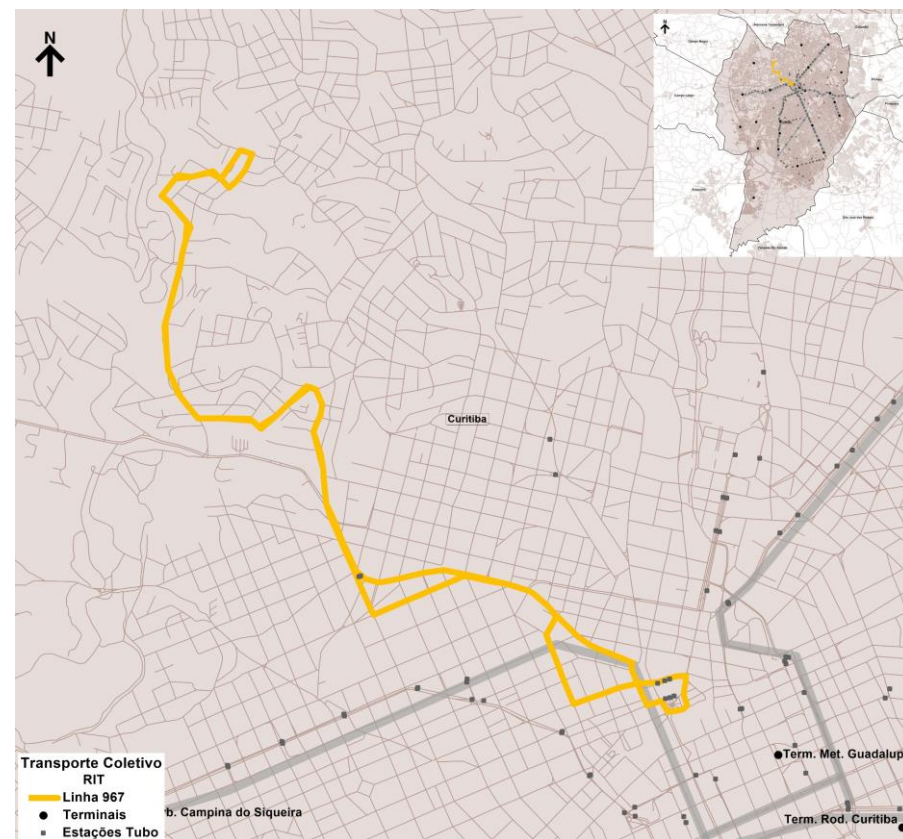 N
Curitiba
Transporte Coletivo
RIT
Linha 967
Terminais
Estações Tubo
rb. Campina do Siqueira
Term. Met. Guadalup
Term. Rod. Curitiba